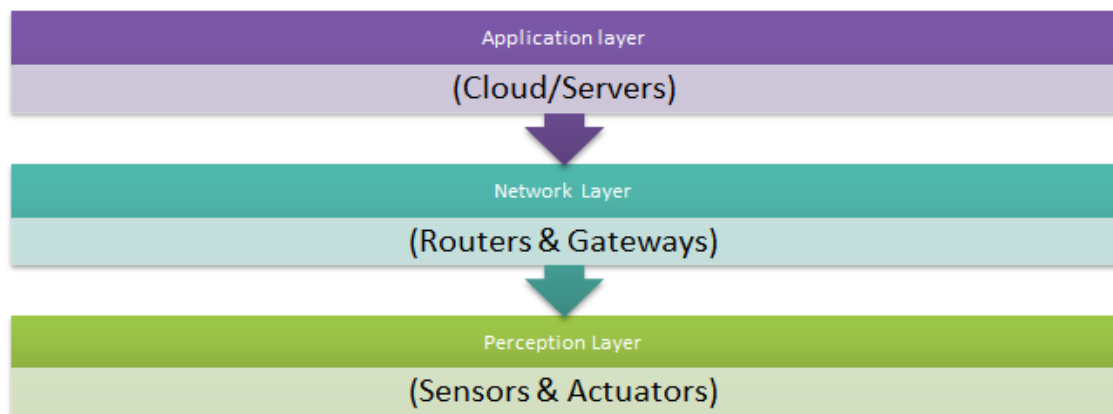 Application layer
(Cloud/Servers)
Network Layer
(Routers & Gateways)
Perception Layer
(Sensors & Actuators)